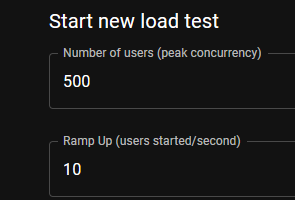 Start new load test
Number of users (peak concurrency)
500
Ramp Up (users started/second)
10